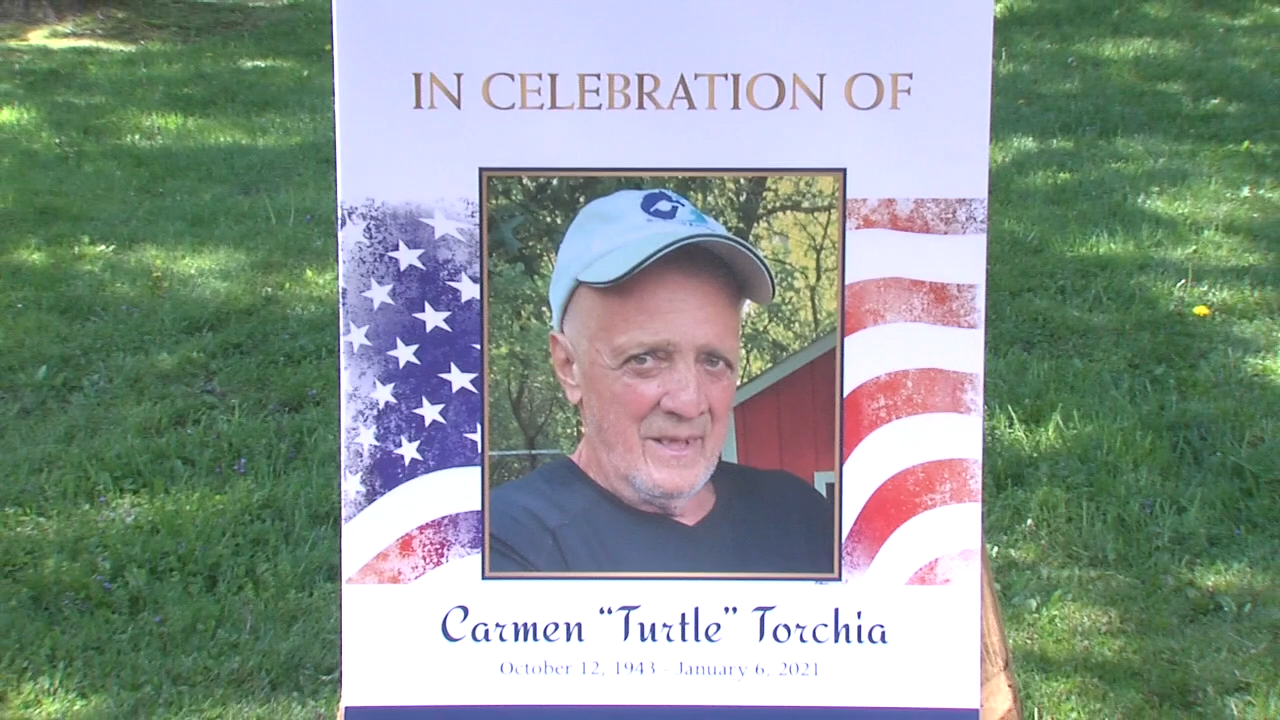 IN CELEBRATION OF
Carmen “Turtle” Torchia
October 12, 1943 - January 6, 2021